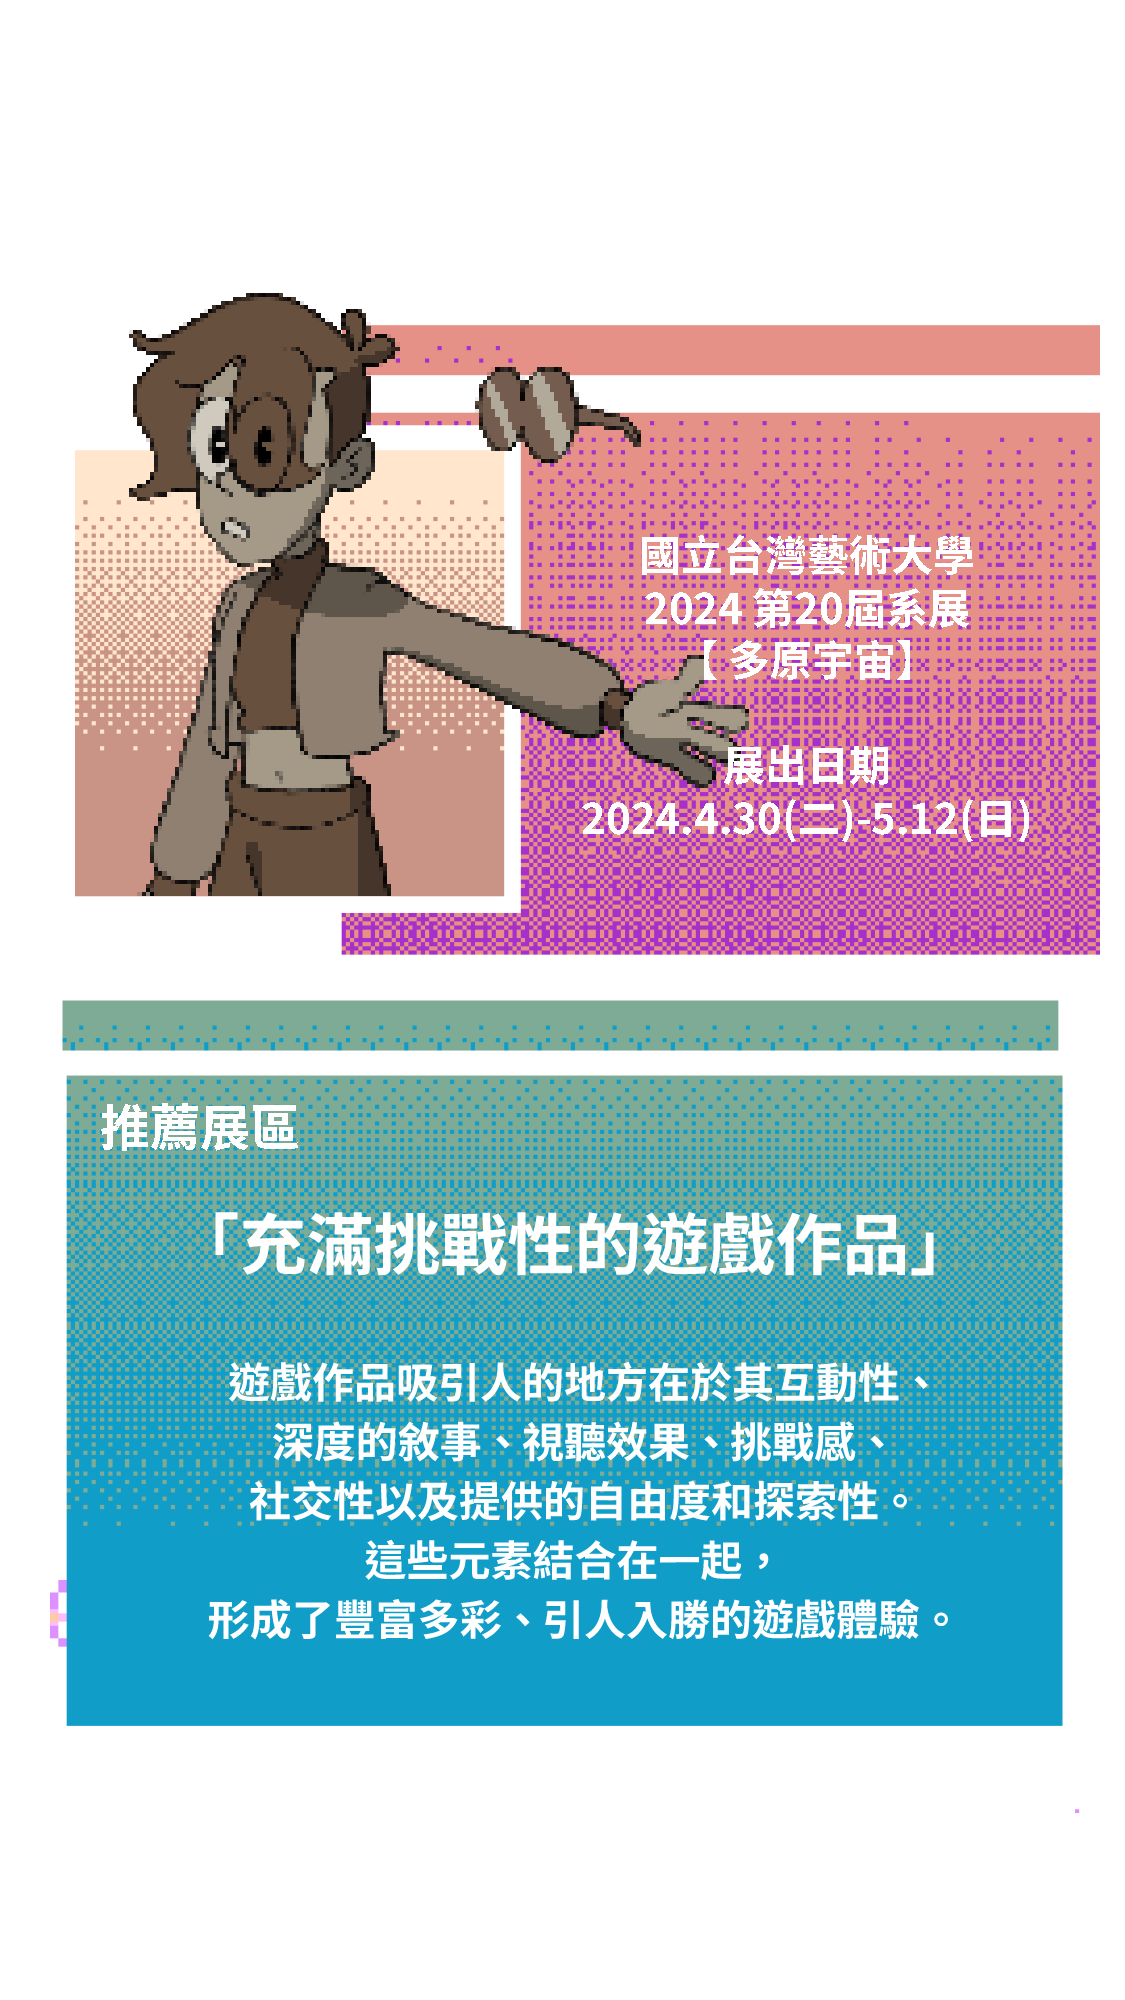 國立台灣藝術大學
2024 第20屆系展
【 多原宇宙】
展出日期
2024.4.30(二)-5.12(日)
推薦展區
「充滿挑戰性的遊戲作品」
遊戲作品吸引人的地方在於其互動性、
深度的敘事、視聽效果、挑戰感、
社交性以及提供的自由度和探索性。
這些元素結合在一起，
形成了豐富多彩、引人入勝的遊戲體驗。